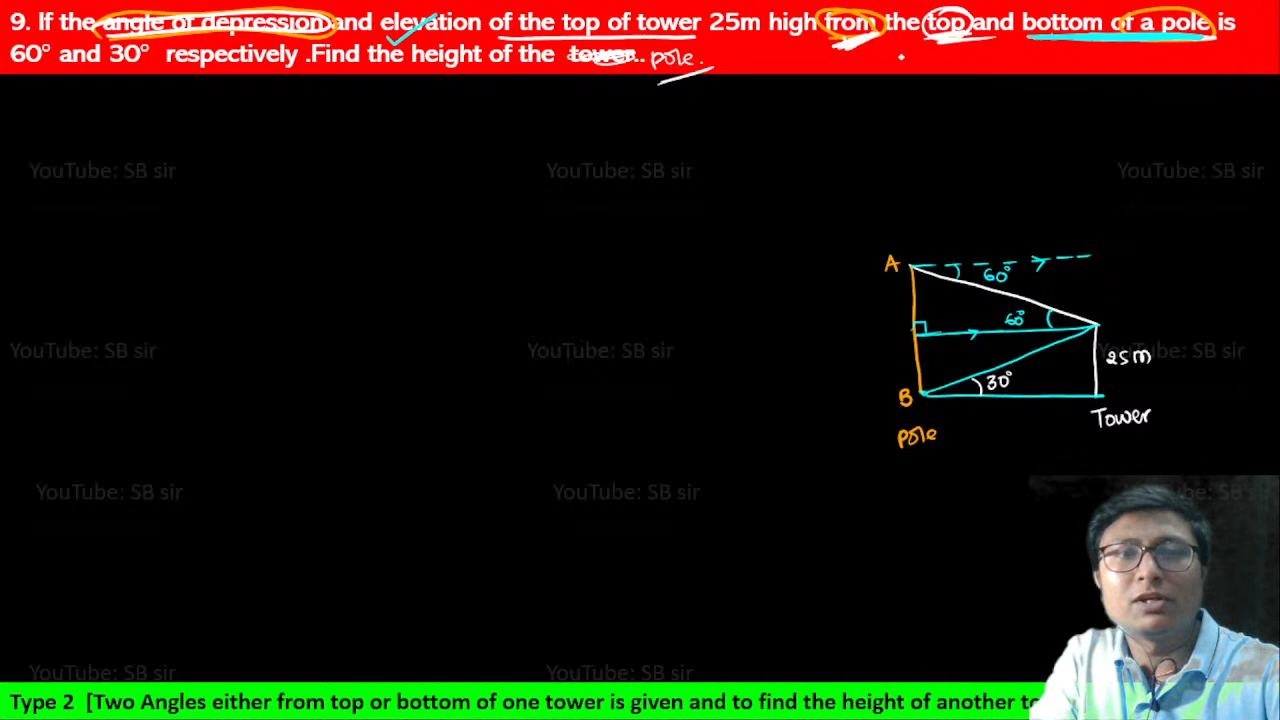 9. If the angle of depression and elevation of the top of tower 25m high from the top and bottom of a pole is
60° and 30° respectively .Find the height of the tower.. pole.
YouTube: SB sir YouTube: SB sir YouTube: SB sir
A 60°
60°
YouTube: SB sir YouTube: SB sir YouTube: SB sir
25m
30°
B
Tower
pole
YouTube: SB sir YouTube: SB sir
YouTube: SB sir YouTube: SB sir
Type 2 [Two Angles either from top or bottom of one tower is given and to find the height of another